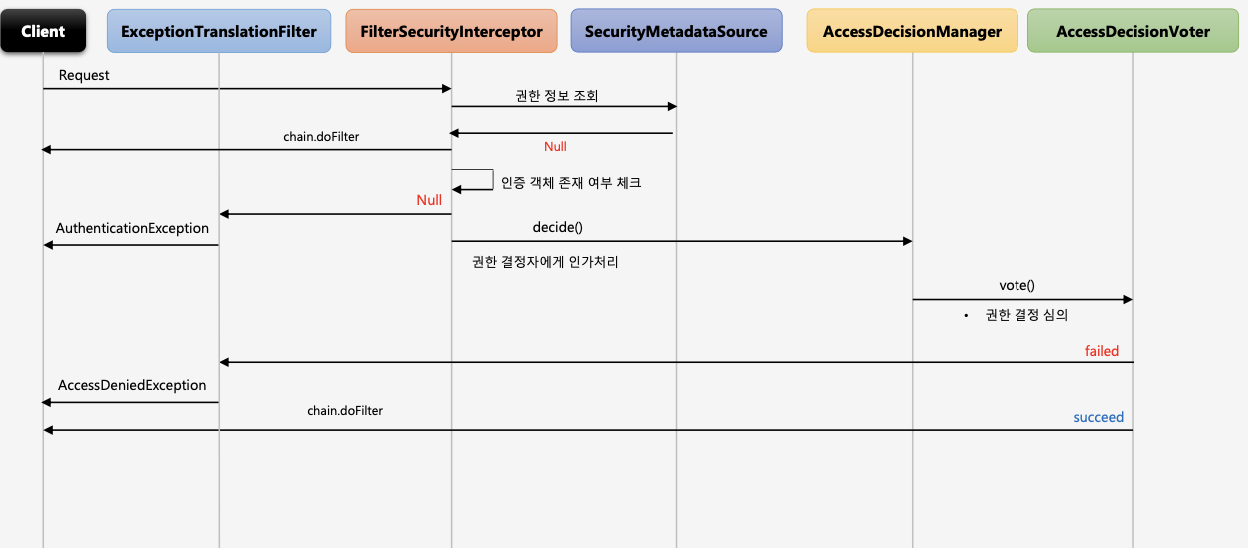 Client
ExceptionTranslationFilter
FilterSecurityInterceptor
SecurityMetadataSource
AccessDecisionManager
AccessDecisionVoter
Request
권한 정보 조회
chain.doFilter
Null
인증 객체 존재 여부 체크
Null
AuthenticationException
decide()
권한 결정자에게 인가처리
vote()
• 권한 결정 심의
failed
AccessDeniedException
chain.doFilter
succeed